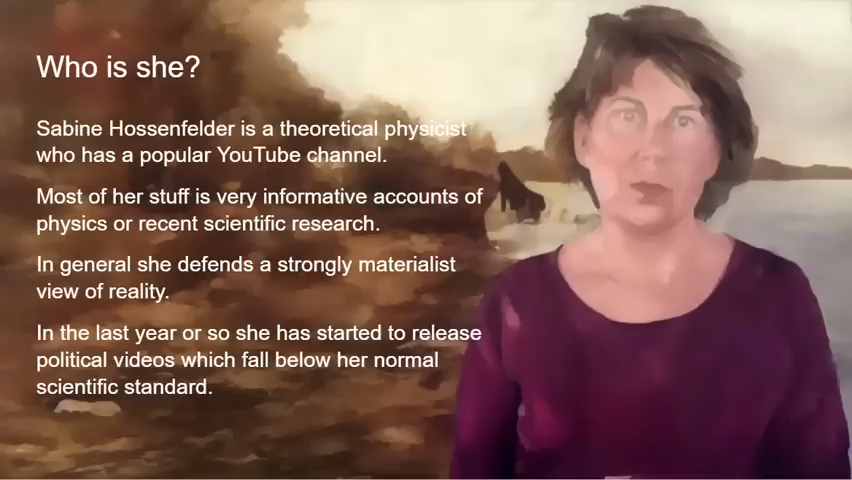 Who is she?
Sabine Hossenfelder is a theoretical physicist
who has a popular YouTube channel.
Most of her stuff is very informative accounts of
physics or recent scientific research.
In general she defends a strongly materialist
view of reality.
In the last year or so she has started to release
political videos which fall below her normal
scientific standard.